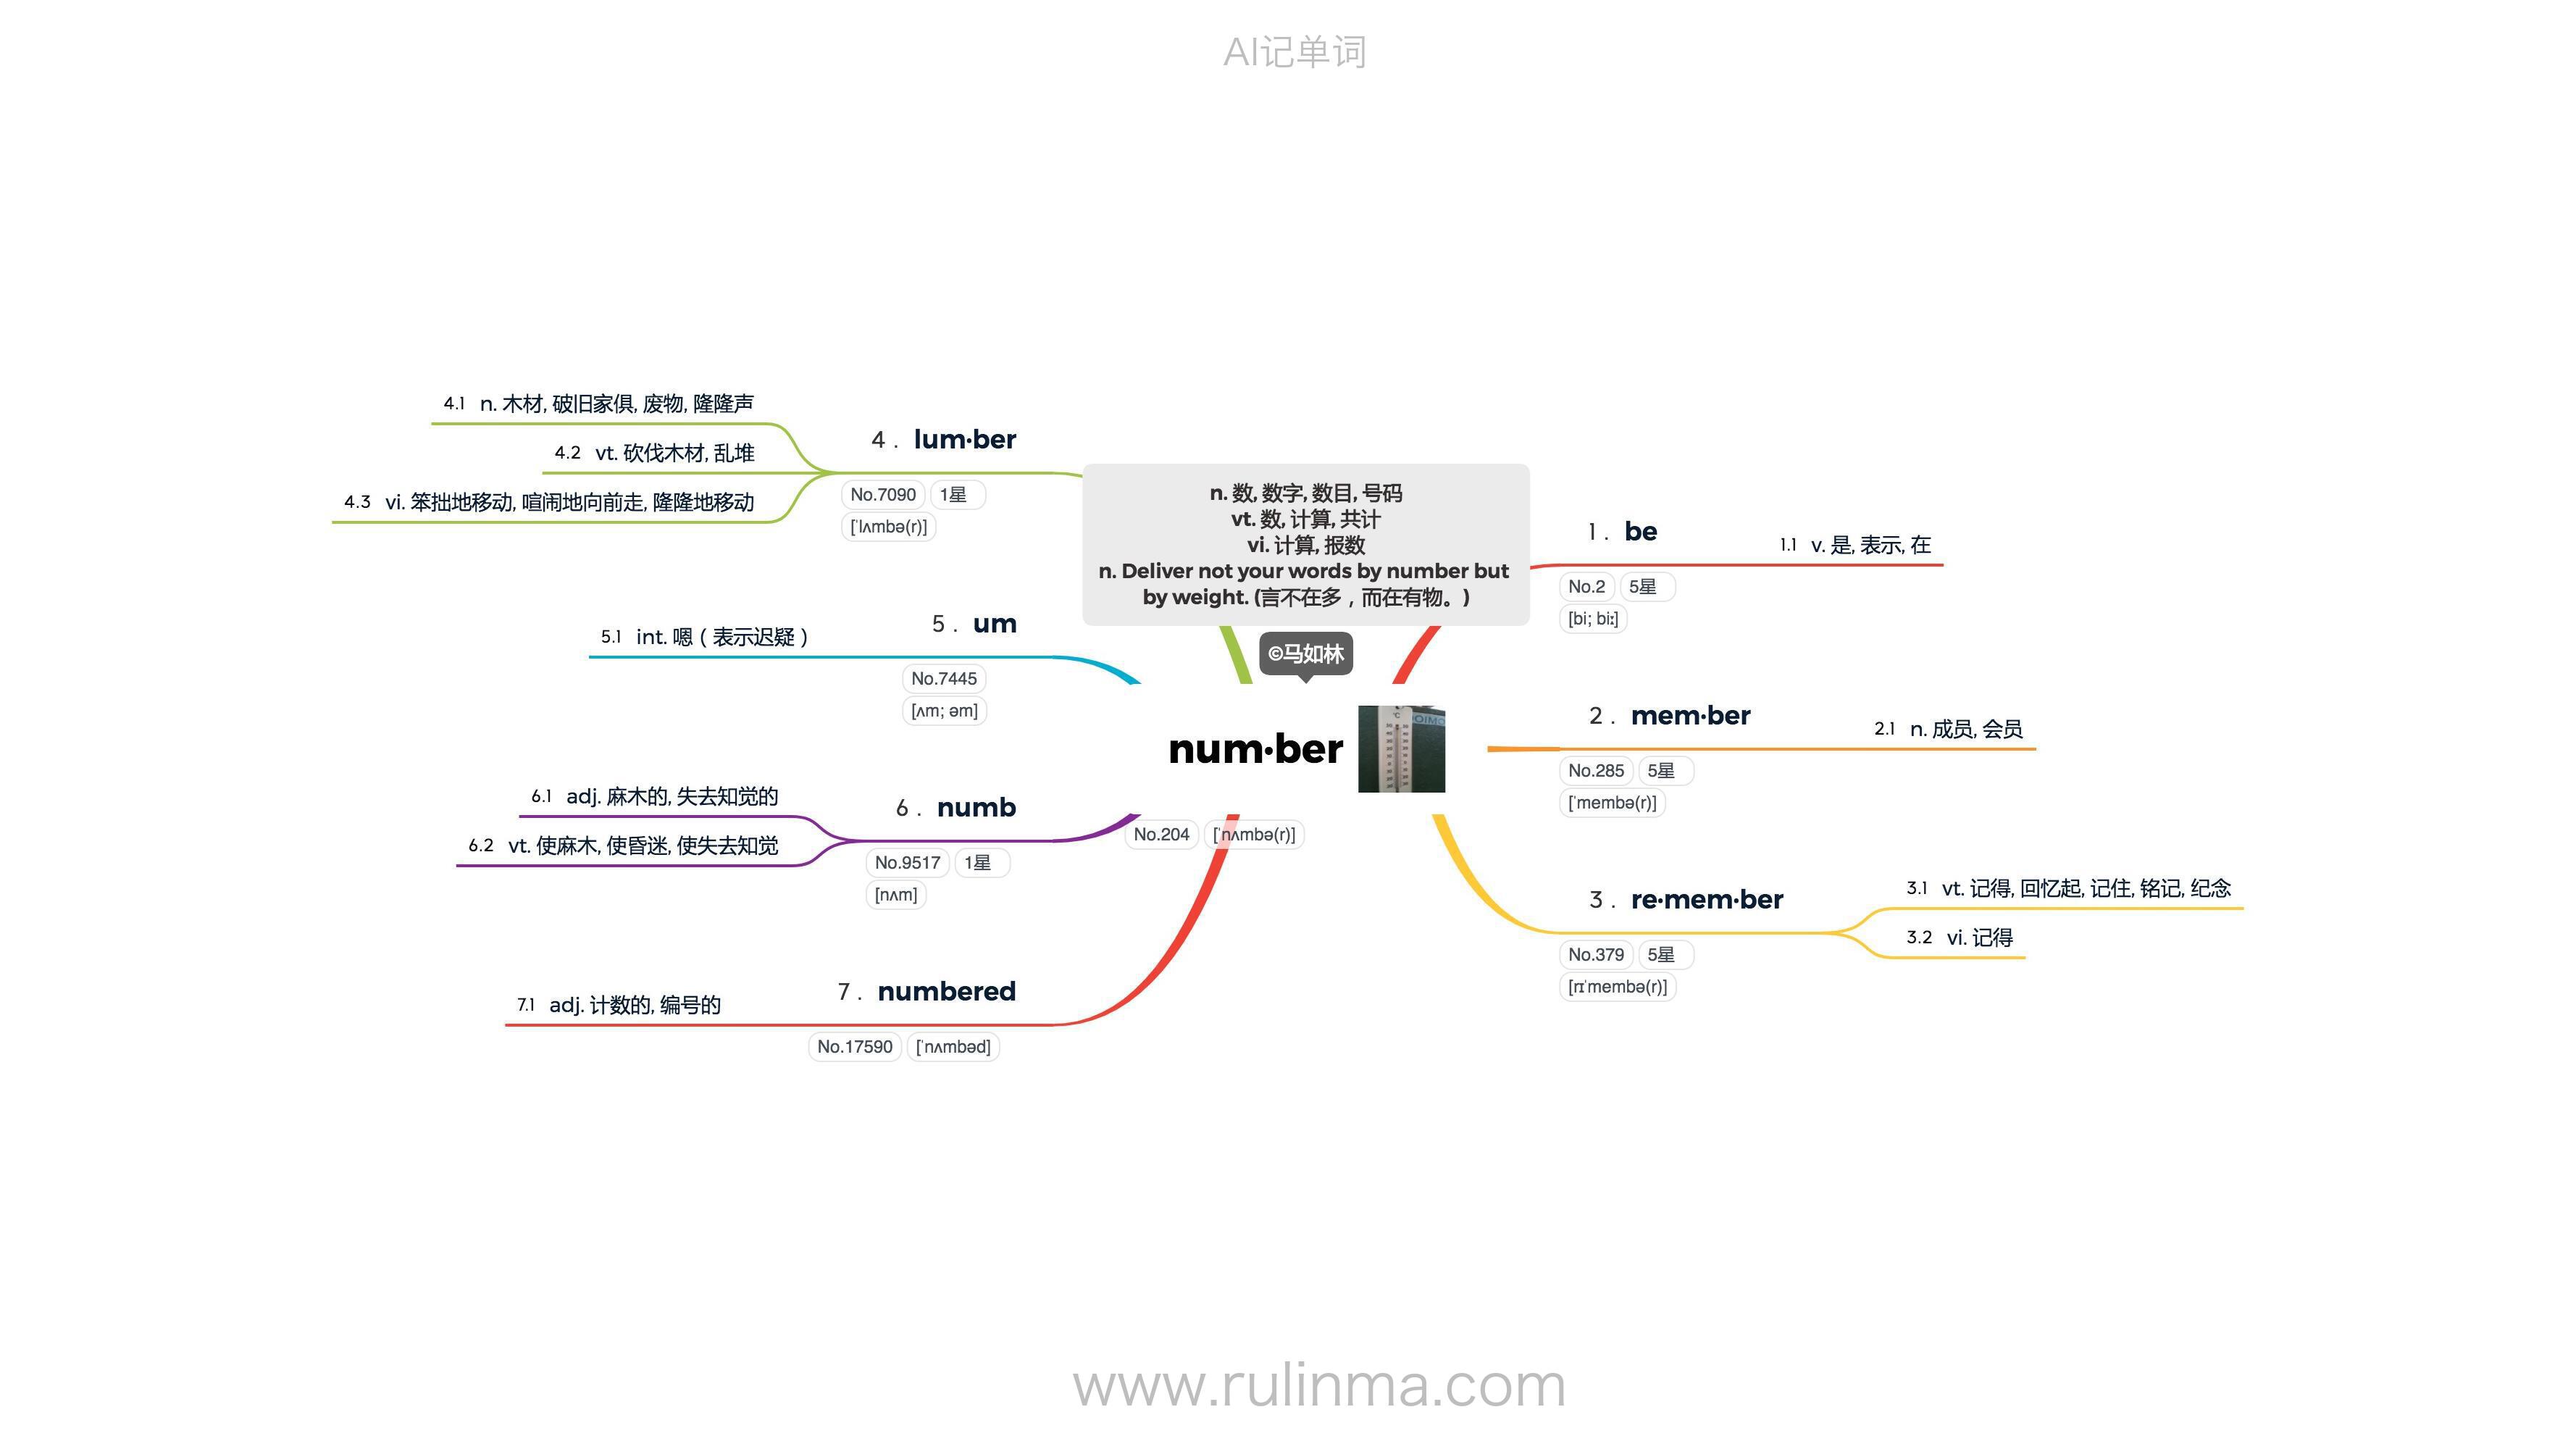 AI记单词
n. 数, 数字, 数目, 号码
vt. 数, 计算, 共计
vi. 计算, 报数
n. Deliver not your words by number but
by weight. (言不在多，而在有物。)
©马如林
num·ber
No.204 [ˈnʌmbə(r)]
1 . be
No.2 5星
[bi; biː]
1.1 v. 是, 表示, 在
2 . mem·ber
No.285 5星
[ˈmembə(r)]
2.1 n. 成员, 会员
3 . re·mem·ber
No.379 5星
[rɪˈmembə(r)]
3.1 vt. 记得, 回忆起, 记住, 铭记, 纪念
3.2 vi. 记得
4 . lum·ber
No.7090 1星
[ˈlʌmbə(r)]
4.1 n. 木材, 破旧家俱, 废物, 隆隆声
4.2 vt. 砍伐木材, 乱堆
4.3 vi. 笨拙地移动, 喧闹地向前走, 隆隆地移动
5 . um
No.7445
[ʌm; əm]
5.1 int. 嗯（表示迟疑）
6 . numb
No.9517 1星
[nʌm]
6.1 adj. 麻木的, 失去知觉的
6.2 vt. 使麻木, 使昏迷, 使失去知觉
7 . numbered
No.17590 [ˈnʌmbəd]
7.1 adj. 计数的, 编号的
www.rulinma.com